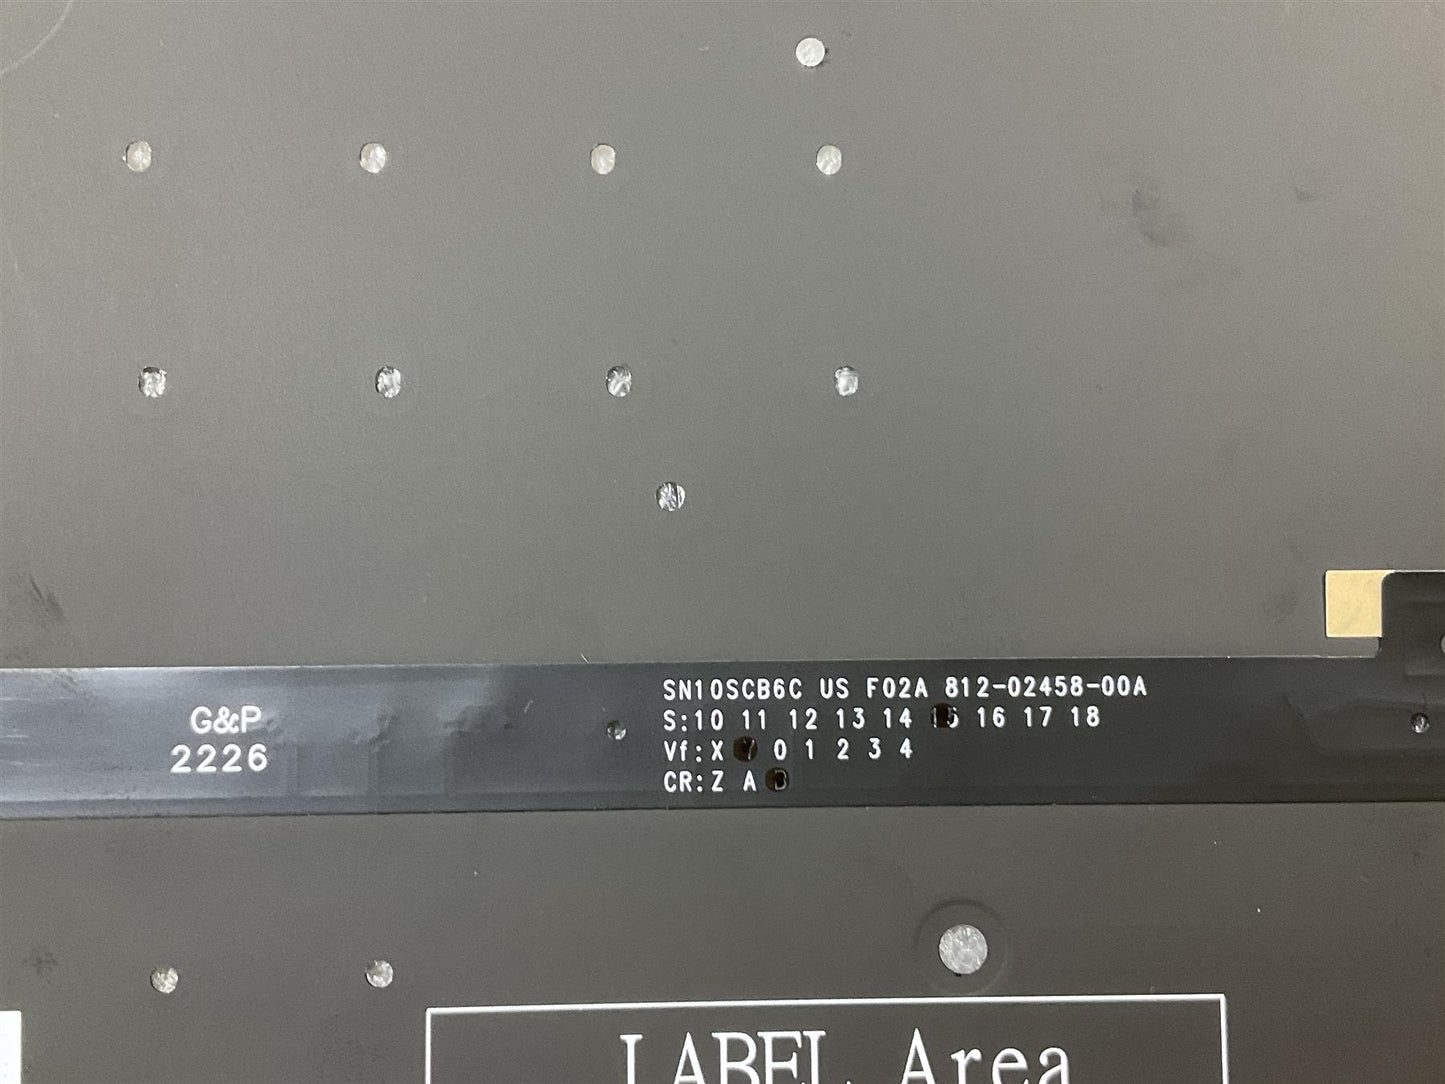 SN10SCB6C US F02A 812-02458-00A
S:10 11 12 13 14 15 16 17 18
Vf:X 0 1 2 3 4
CR:Z A
G&P
2226
LABEL Area